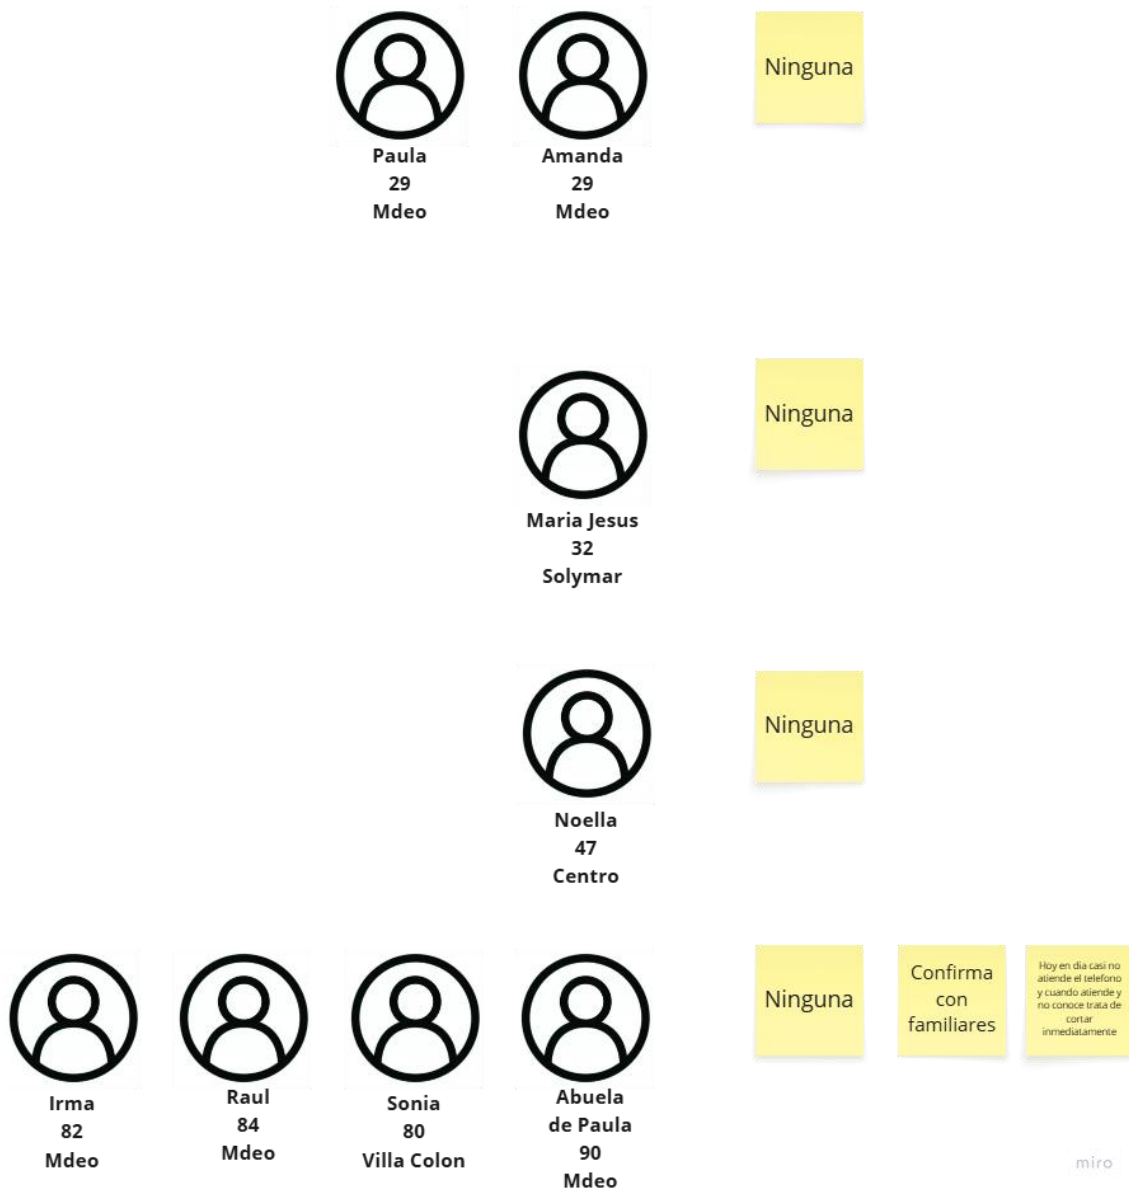 Paula
29
Mdeo
Amanda
29
Mdeo
Ninguna
Maria Jesus
32
Solymar
Ninguna
Noella
47
Centro
Ninguna
Irma
82
Mdeo
Raul
84
Mdeo
Sonia
80
Villa Colon
Abuela
de Paula
90
Mdeo
Ninguna
Confirma
con
familiares
Hoy en dia casi no
atiende el telefono
y cuando atiende y
no conoce trata de
cortar
inmediatamente
miro